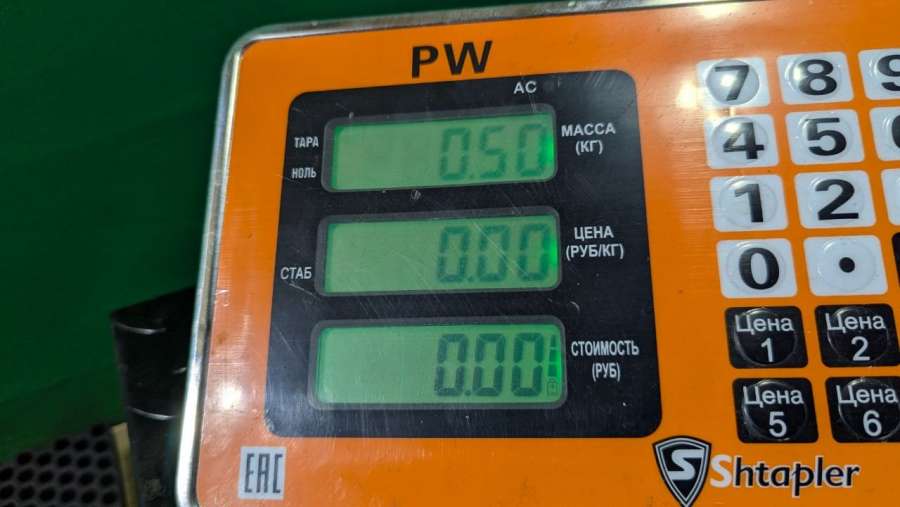 PW
AC
ТАРА
НОЛЬ
0.50
МАССА
(КГ)
СТАБ
0.00
ЦЕНА
(РУБ/КГ)
0.00
СТОИМОСТЬ
(РУБ)
7 8 9
4 5
1 2
0 .
Цена
1
Цена
2
Цена
5
Цена
6
EAC
S Shtapler